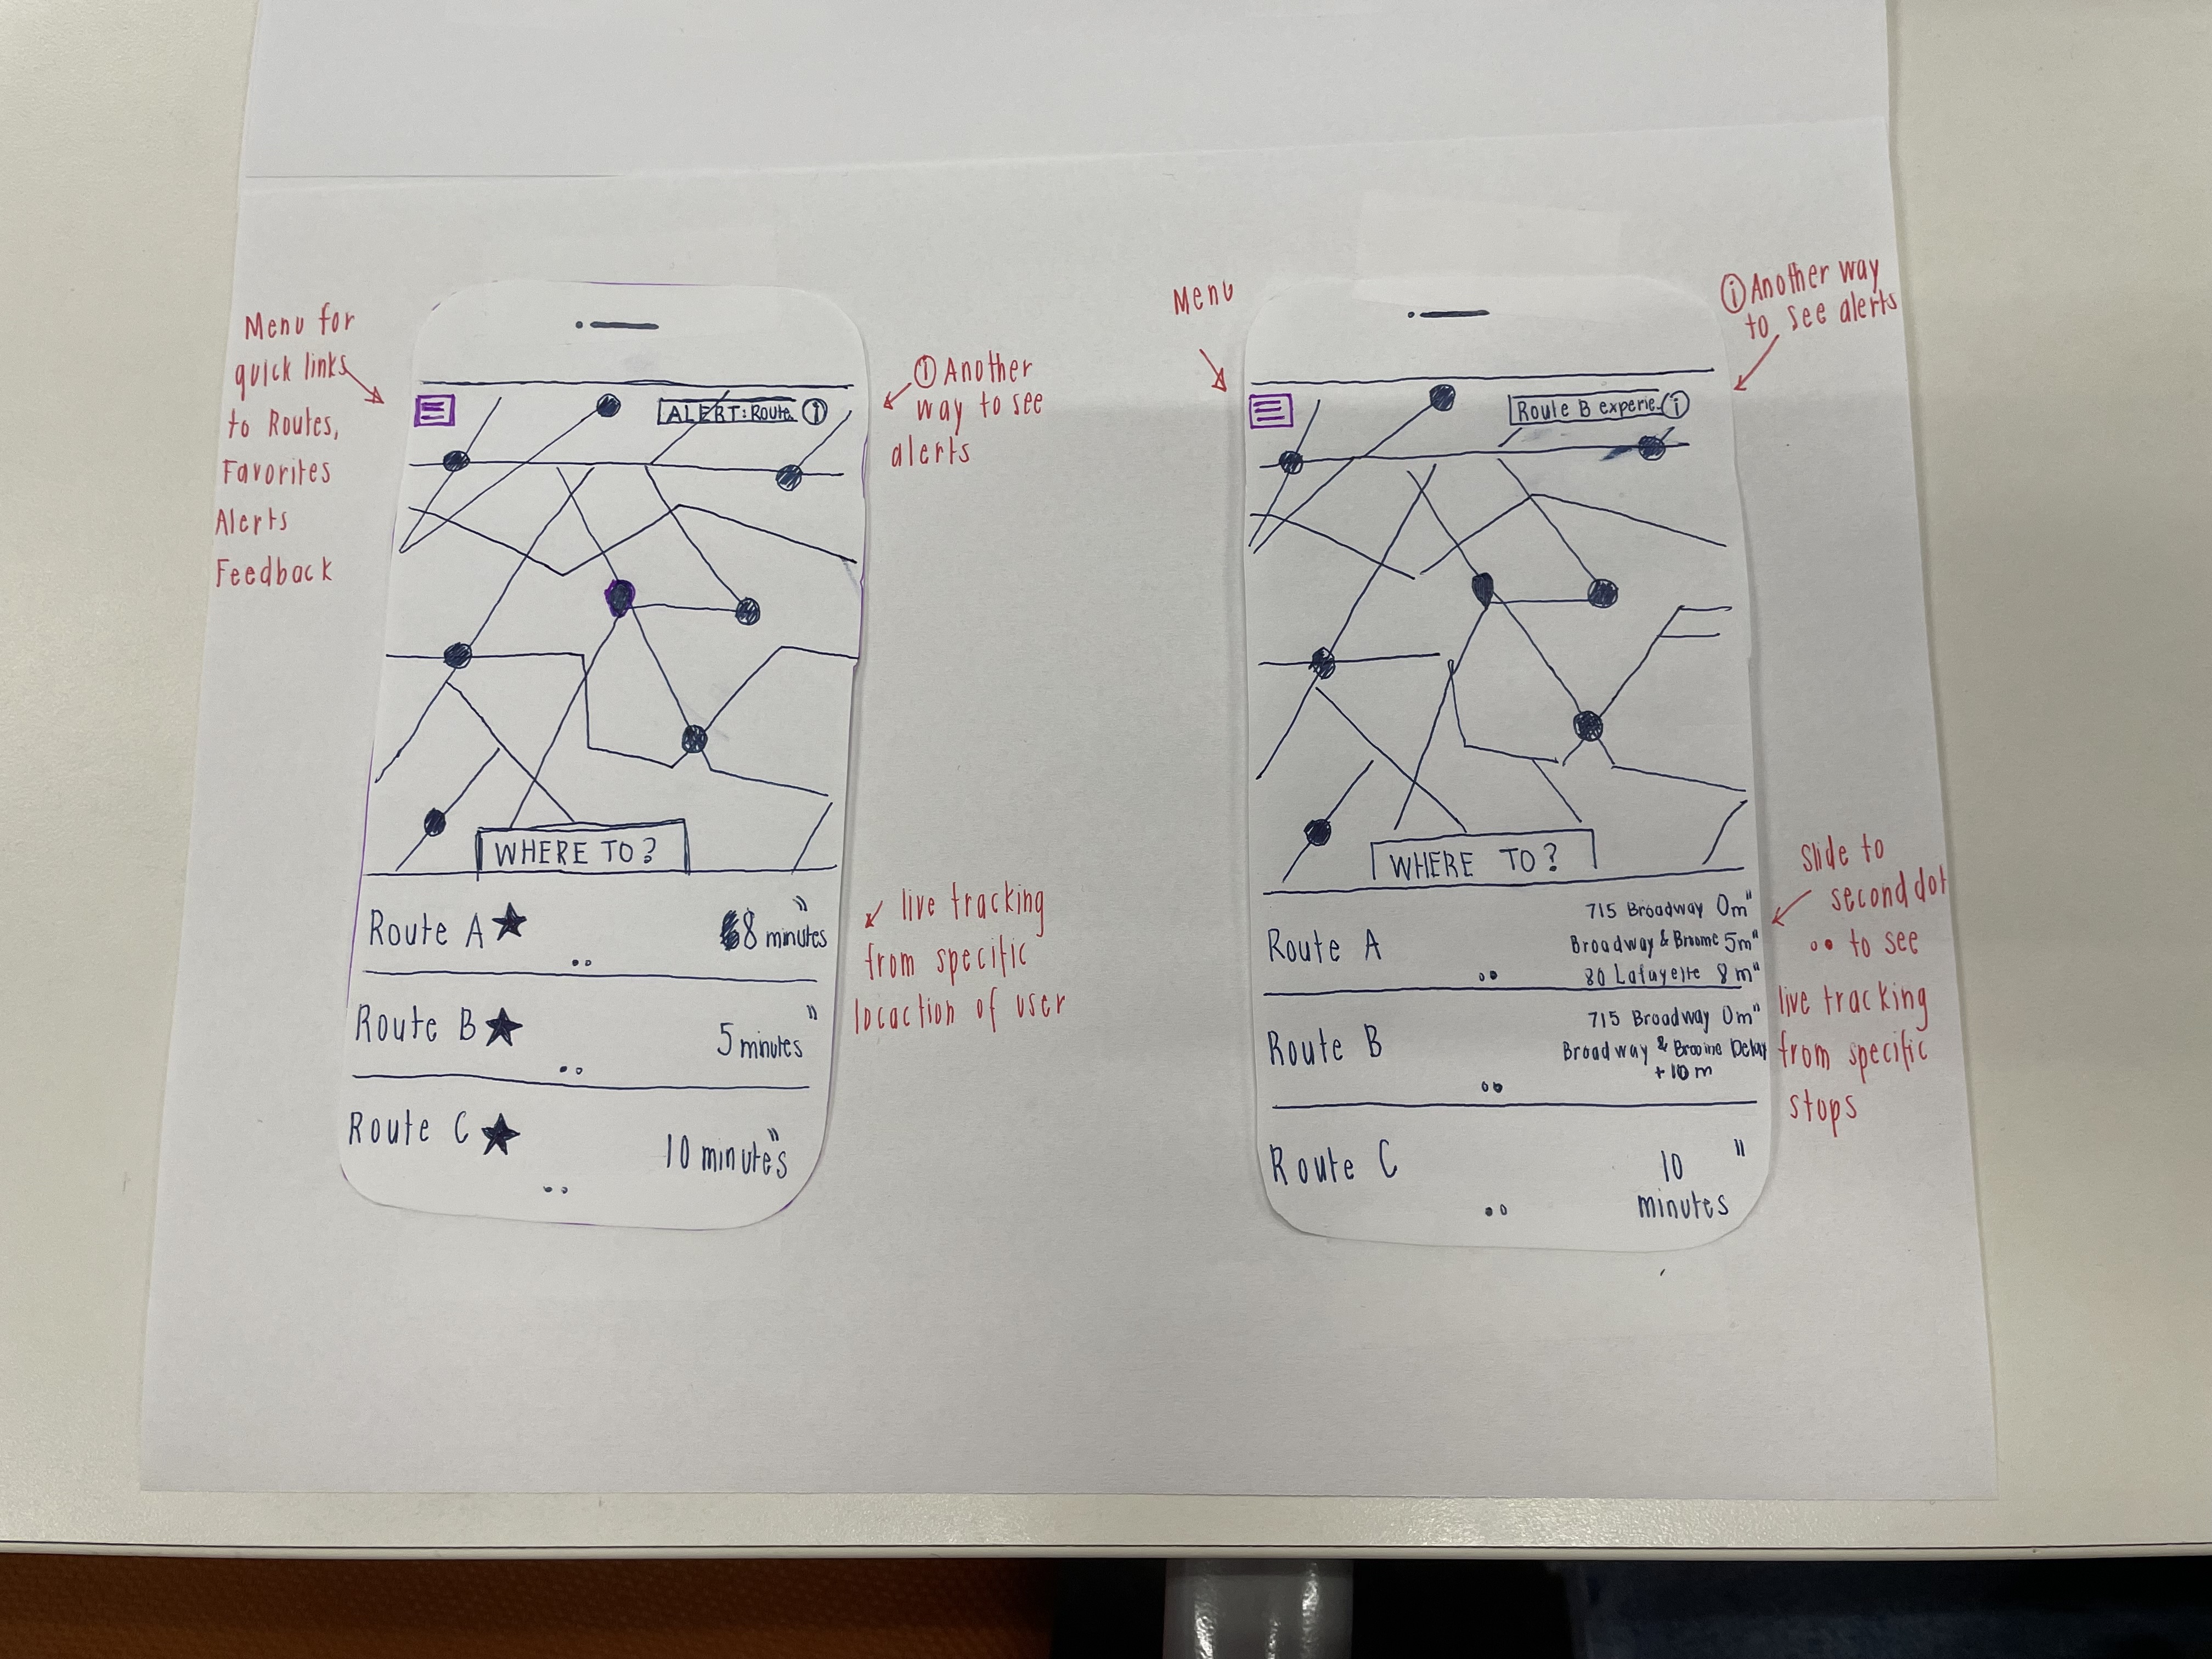 Menu for
quick links
to Routes,
Favorites
Alerts
Feedback
ALERT: Route. i
i Another
way to see
alerts
WHERE TO?
Route A ★ 8 minutes
Route B ★ 5 minutes
Route C ★ 10 minutes
live tracking
from specific
locaction of user
Menu
Route B experie.. i
i Another way
to see alerts
WHERE TO?
Route A
715 Broadway 0m"
Broadway & Broome 5m"
80 Lafayette 8m"
Route B
715 Broadway 0m"
Broadway & Broome Delay
+10 m
Route C
10 "
minutes
Slide to
second dot
to see
live tracking
from specific
stops